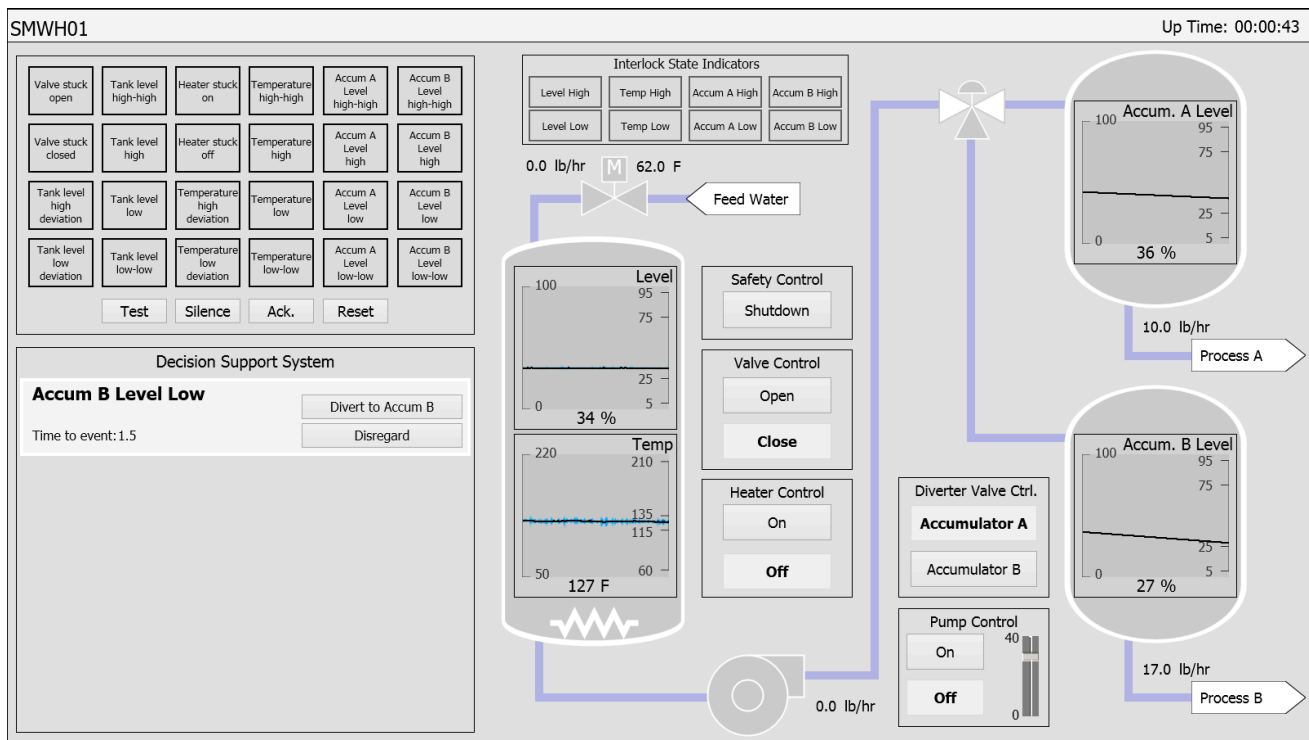 SMWH01
Up Time: 00:00:43
Valve stuck
open
Tank level
high-high
Heater stuck
on
Temperature
high-high
Accum A
Level
high-high
Accum B
Level
high-high
Valve stuck
closed
Tank level
high
Heater stuck
off
Temperature
high
Accum A
Level
high
Accum B
Level
high
Tank level
high
deviation
Tank level
low
Temperature
high
deviation
Temperature
low
Accum A
Level
low
Accum B
Level
low
Tank level
low
deviation
Tank level
low-low
Temperature
low
deviation
Temperature
low-low
Accum A
Level
low-low
Accum B
Level
low-low
Test
Silence
Ack.
Reset
Decision Support System
Accum B Level Low
Divert to Accum B
Time to event:1.5
Disregard
Interlock State Indicators
Level High
Temp High
Accum A High
Accum B High
Level Low
Temp Low
Accum A Low
Accum B Low
0.0 lb/hr
M
62.0 F
Feed Water
Level
100
95
75
25
5
0
34 %
Temp
220
210
135
115
60
50
127 F
Safety Control
Shutdown
Valve Control
Open
Close
Heater Control
On
Off
0.0 lb/hr
Diverter Valve Ctrl.
Accumulator A
Accumulator B
Pump Control
On
Off
40
0
Accum. A Level
100
95
75
25
5
0
36 %
10.0 lb/hr
Process A
Accum. B Level
100
95
75
25
5
0
27 %
17.0 lb/hr
Process B